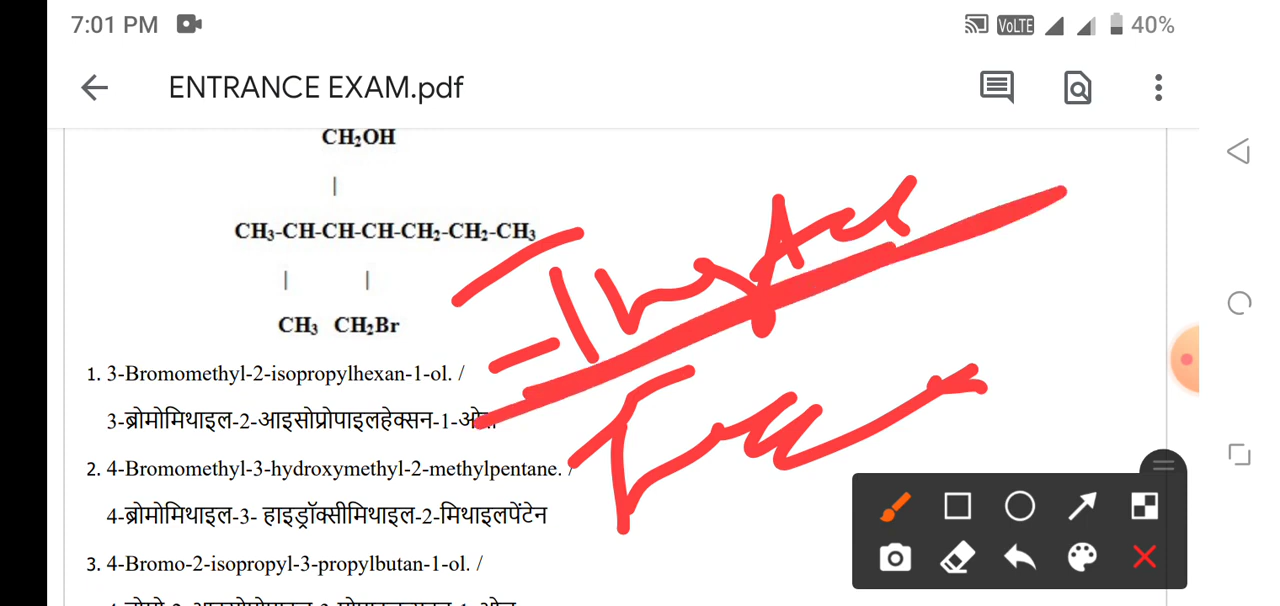 7:01 PM VoLTE 40%
ENTRANCE EXAM.pdf
CH₂OH
|
CH₃-CH-CH-CH-CH₂-CH₂-CH₃
| |
CH₃ CH₂Br
1. 3-Bromomethyl-2-isopropylhexan-1-ol. /
3-ब्रोमोमिथाइल-2-आइसोप्रोपाइलहेक्सन-1-ओल
2. 4-Bromomethyl-3-hydroxymethyl-2-methylpentane. /
4-ब्रोमोमिथाइल-3- हाइड्रॉक्सीमिथाइल-2-मिथाइलपेंटेन
3. 4-Bromo-2-isopropyl-3-propylbutan-1-ol. /